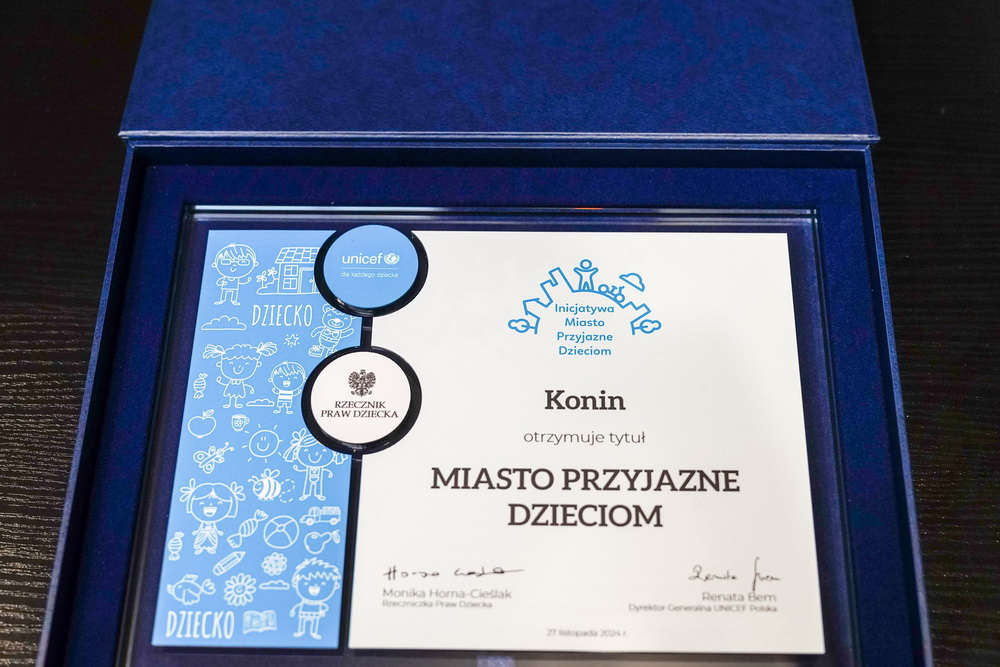 unicef
dla każdego dziecka
DZIECKO
RZECZNIK
PRAW DZIECKA
DZIECKO
Inicjatywa
Miasto
Przyjazne
Dzieciom
Konin
otrzymuje tytuł
MIASTO PRZYJAZNE
DZIECIOM
Monika Horna-Cieślak
Rzeczniczka Praw Dziecka
Renata Bem
Dyrektor Generalna UNICEF Polska
27 listopada 2024 r.